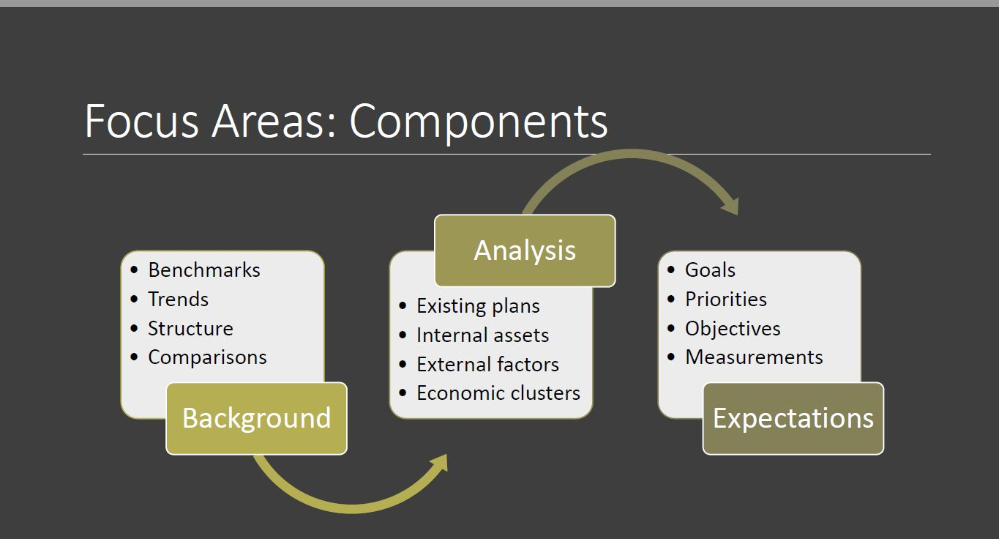 Focus Areas: Components
• Benchmarks
• Trends
• Structure
• Comparisons
Background
Analysis
• Existing plans
• Internal assets
• External factors
• Economic clusters
• Goals
• Priorities
• Objectives
• Measurements
Expectations